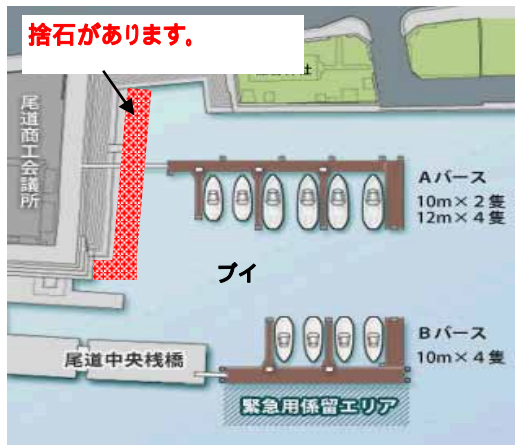 捨石があります。
社
尾道商工会議所
Aバース
10m×2隻
12m×4隻
ブイ
Bバース
10m×4隻
尾道中央桟橋
緊急用係留エリア